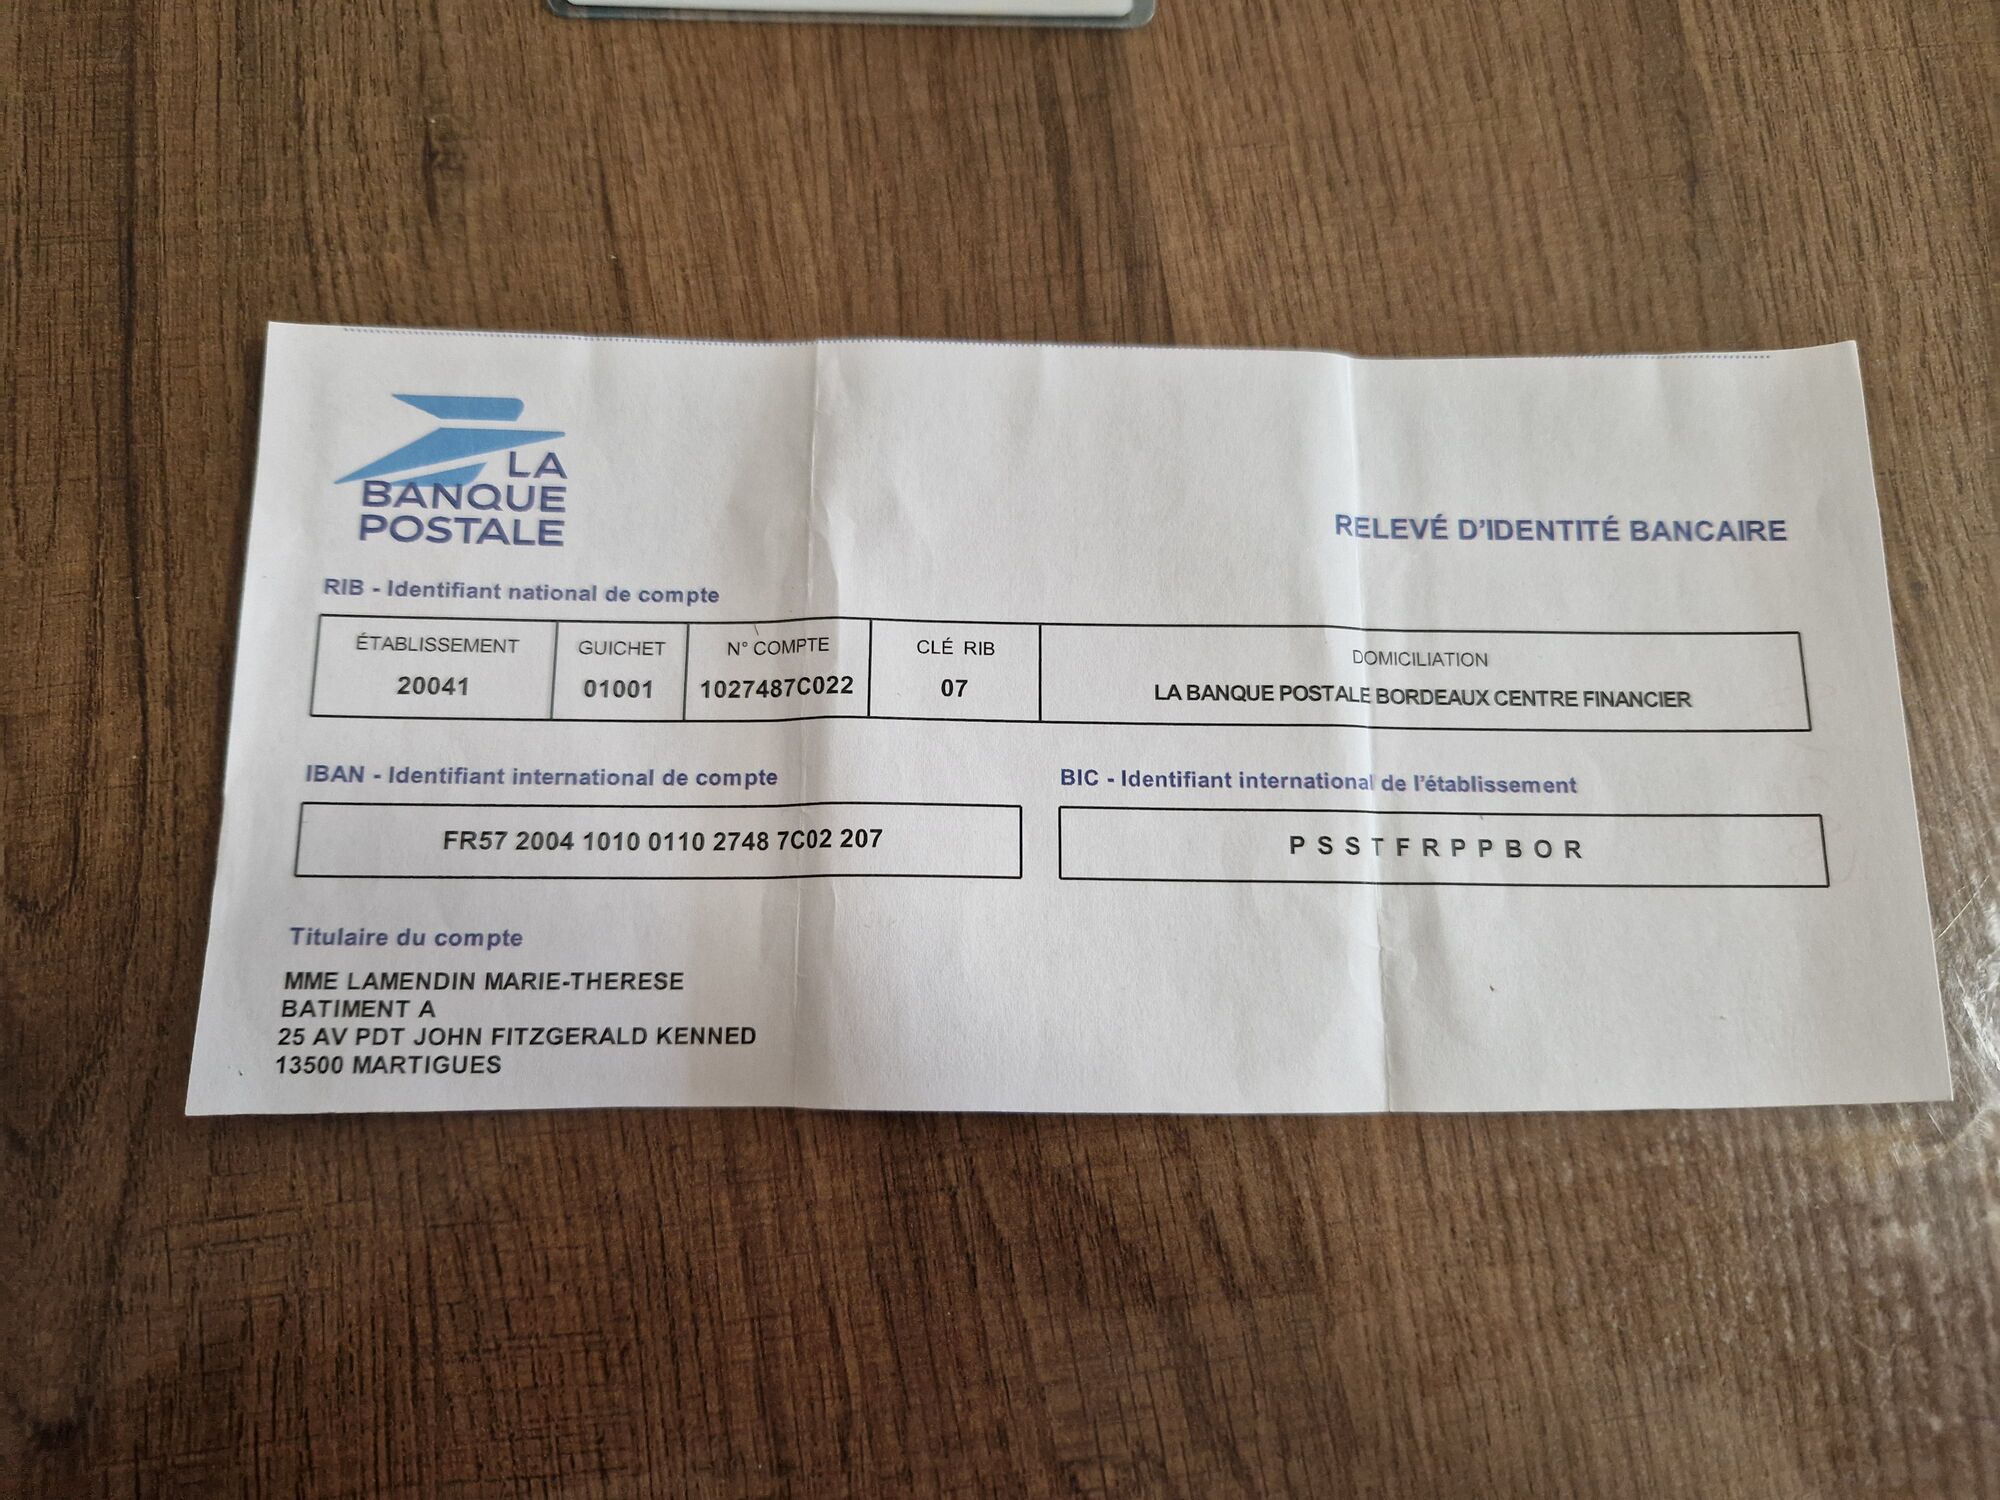 LA
BANQUE
POSTALE
RELEVÉ D'IDENTITÉ BANCAIRE
RIB - Identifiant national de compte
ÉTABLISSEMENT GUICHET N° COMPTE CLÉ RIB DOMICILIATION
20041 01001 1027487C022 07 LA BANQUE POSTALE BORDEAUX CENTRE FINANCIER
IBAN - Identifiant international de compte BIC - Identifiant international de l'établissement
FR57 2004 1010 0110 2748 7C02 207 P S S T F R P P B O R
Titulaire du compte
MME LAMENDIN MARIE-THERESE
BATIMENT A
25 AV PDT JOHN FITZGERALD KENNED
13500 MARTIGUES